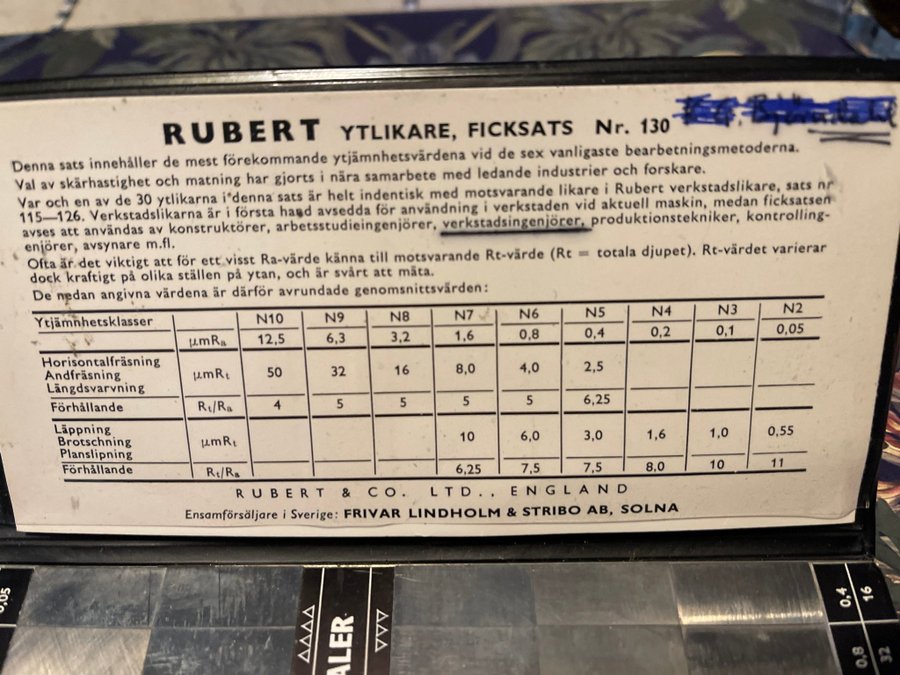 RUBERT YTLIKARE, FICKSATS Nr. 130
Denna sats innehåller de mest förekommande ytjämnhetsvärdena vid de sex vanligaste bearbetningsmetoderna.
Val av skärhastighet och matning har gjorts i nära samarbete med ledande industrier och forskare.
Var och en av de 30 ytlikarna i denna sats är helt indentisk med motsvarande likare i Rubert verkstadslikare, sats nr
115—126. Verkstadslikarna är i första hand avsedda för användning i verkstaden vid aktuell maskin, medan ficksatsen
avses att användas av konstruktörer, arbetsstudieingenjörer, verkstadsingenjörer, produktionstekniker, kontrolling-
enjörer, avsynare m.fl.
Ofta är det viktigt att för ett visst Ra-värde känna till motsvarande Rt-värde (Rt = totala djupet). Rt-värdet varierar
dock kraftigt på olika ställen på ytan, och är svårt att mäta.
De nedan angivna värdena är därför avrundade genomsnittsvärden:
Ytjämnhetsklasser N10 N9 N8 N7 N6 N5 N4 N3 N2
μmRa 12,5 6,3 3,2 1,6 0,8 0,4 0,2 0,1 0,05
Horisontalfräsning
Andfräsning μmRt 50 32 16 8,0 4,0 2,5
Längdsvarvning
Förhållande Rt/Ra 4 5 5 5 5 6,25
Läppning
Brotschning μmRt 10 6,0 3,0 1,6 1,0 0,55
Planslipning
Förhållande Rt/Ra 6,25 7,5 7,5 8.0 10 11
RUBERT & CO. LTD., ENGLAND
Ensamförsäljare i Sverige: FRIVAR LINDHOLM & STRIBO AB, SOLNA
0,05
ALER
0,4 16
0,8 32